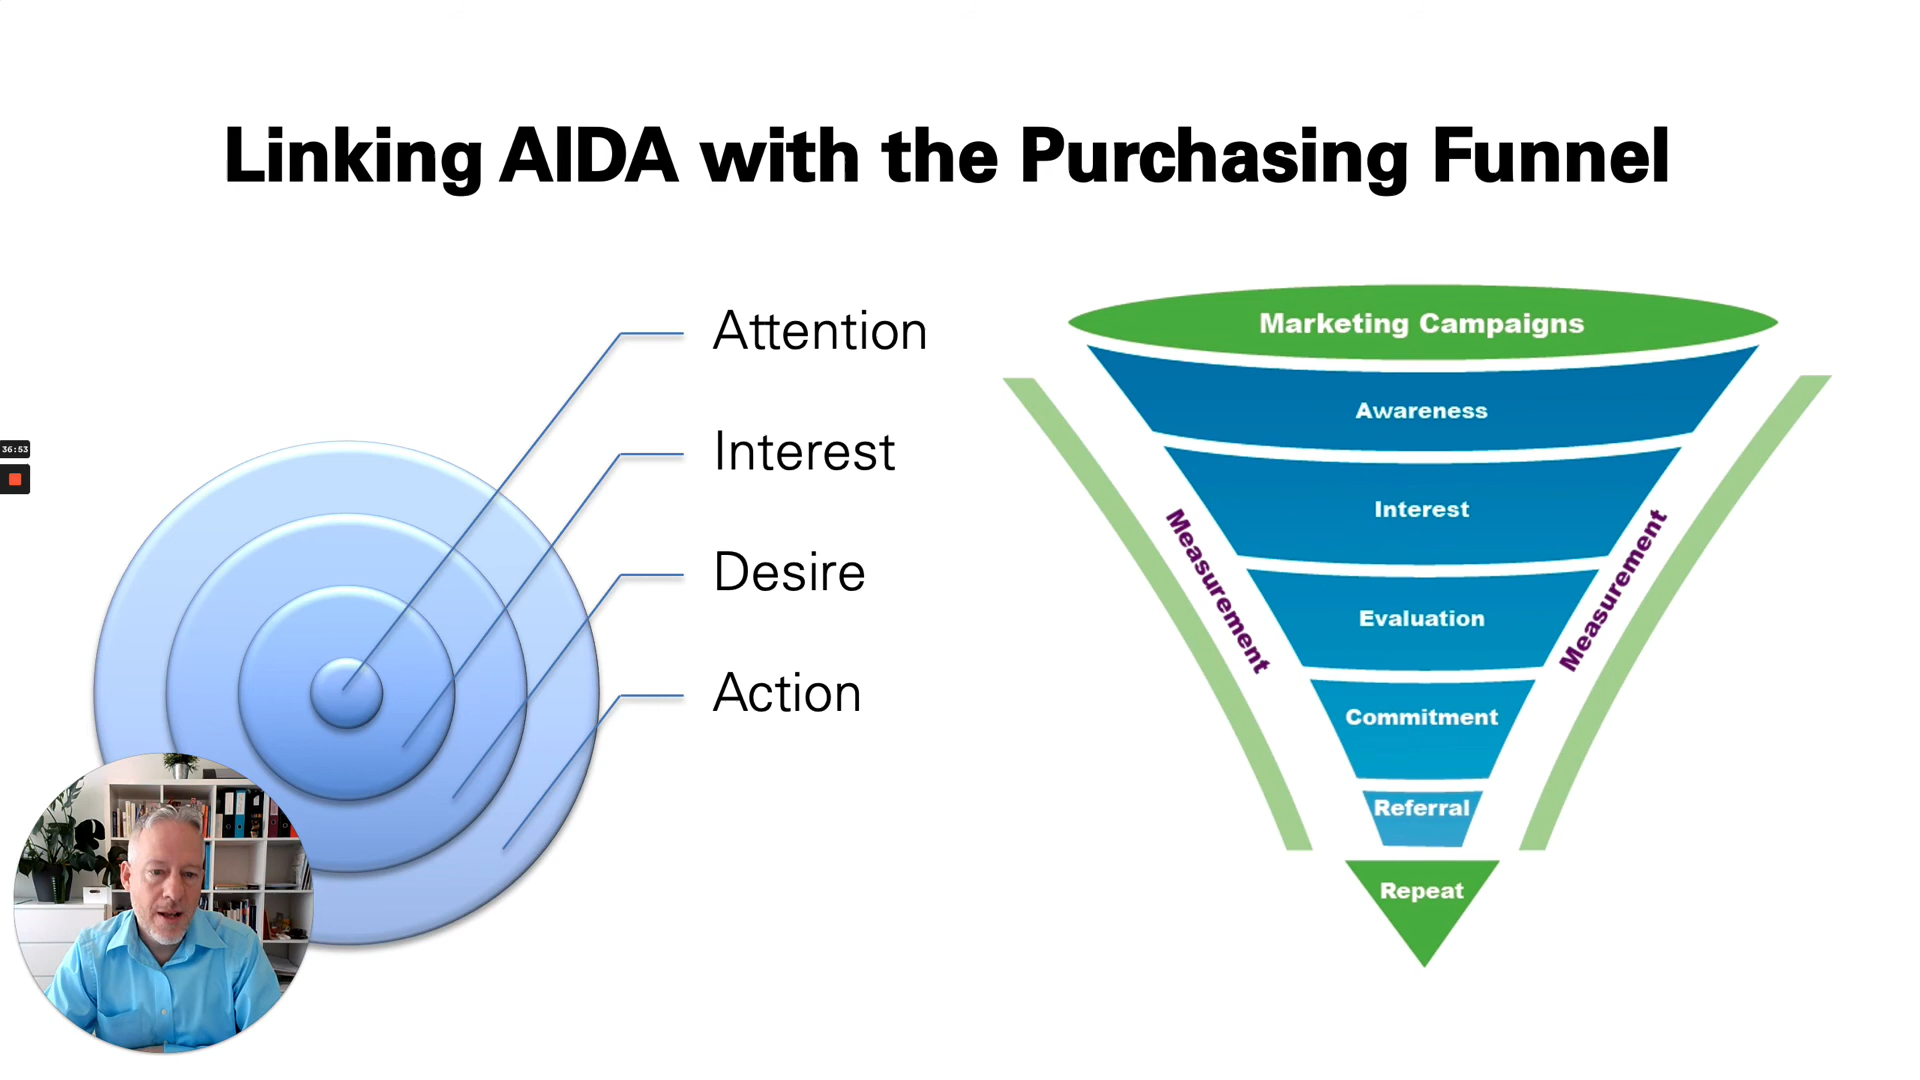 Linking AIDA with the Purchasing Funnel
Attention
Interest
Desire
Action
Marketing Campaigns
Awareness
Interest
Evaluation
Commitment
Referral
Repeat
Measurement
Measurement
36:53